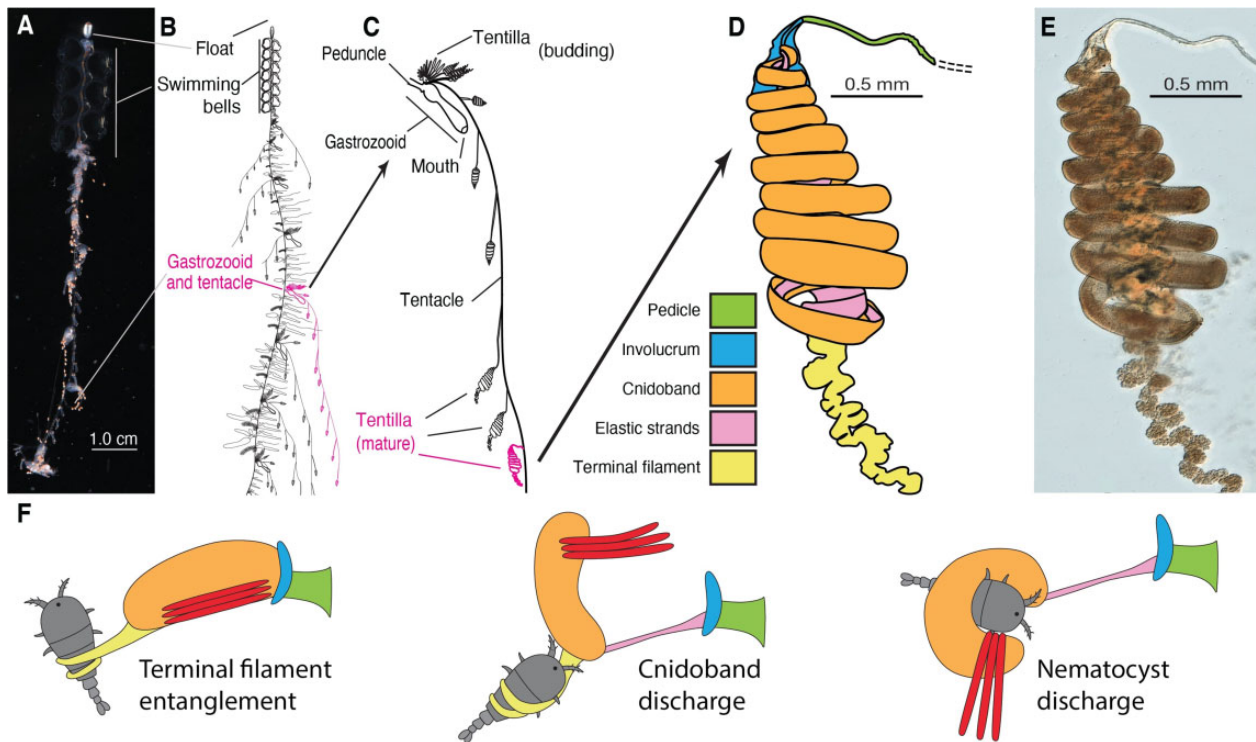 A
Float
Swimming
bells
Gastrozooid
and tentacle
1.0 cm
B
C
Tentilla
(budding)
Peduncle
Gastrozooid
Mouth
Tentacle
Tentilla
(mature)
D
0.5 mm
Pedicle
Involucrum
Cnidoband
Elastic strands
Terminal filament
E
0.5 mm
F
Terminal filament
entanglement
Cnidoband
discharge
Nematocyst
discharge